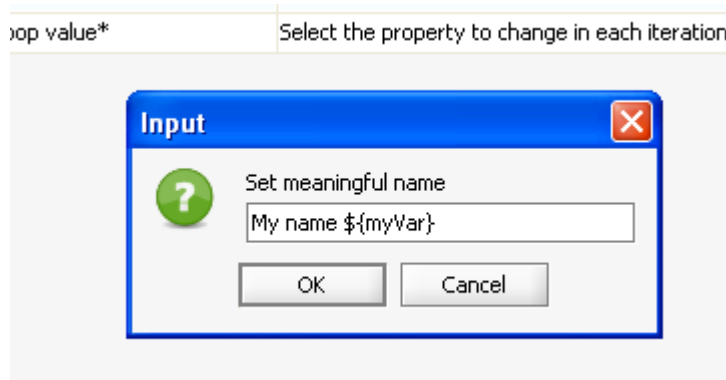 oop value* Select the property to change in each iteration
Input
Set meaningful name
My name ${myVar}
OK Cancel